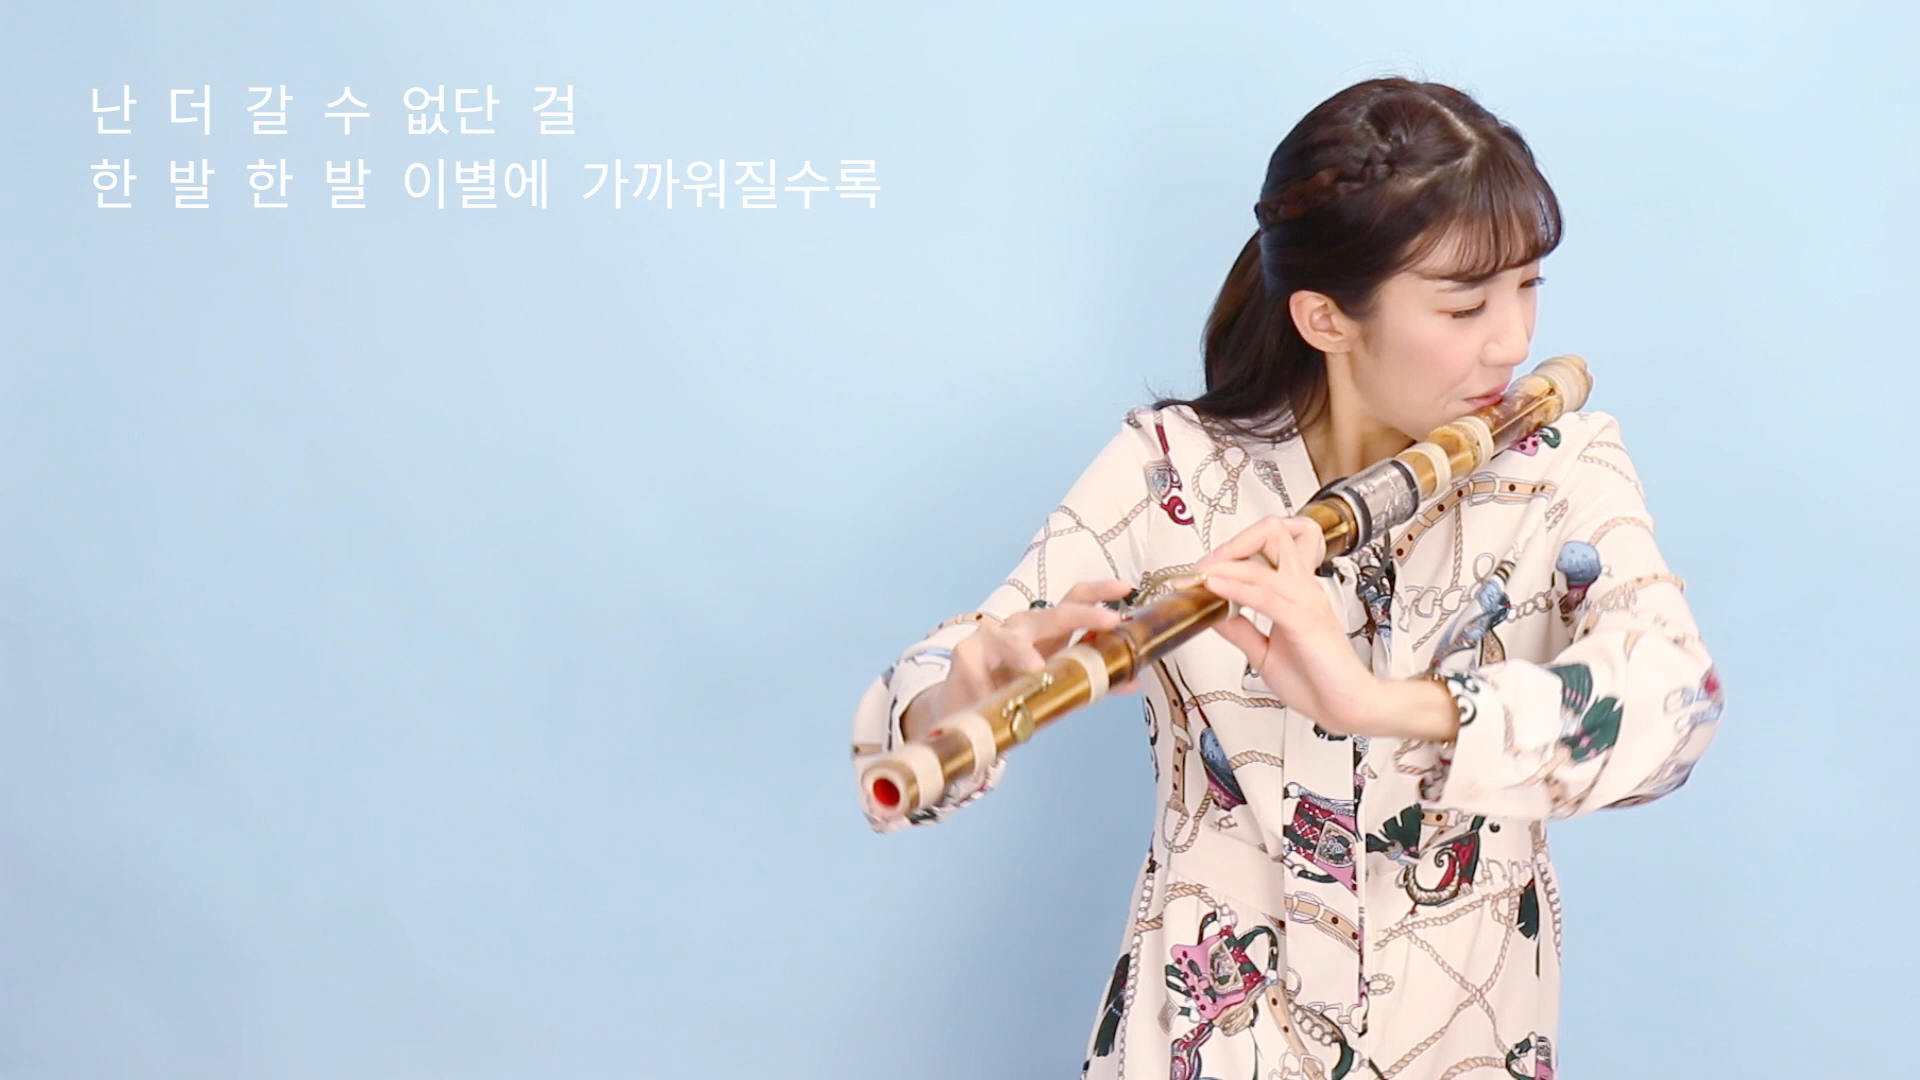 난 더 갈 수 없단 걸
한 발 한 발 이별에 가까워질수록